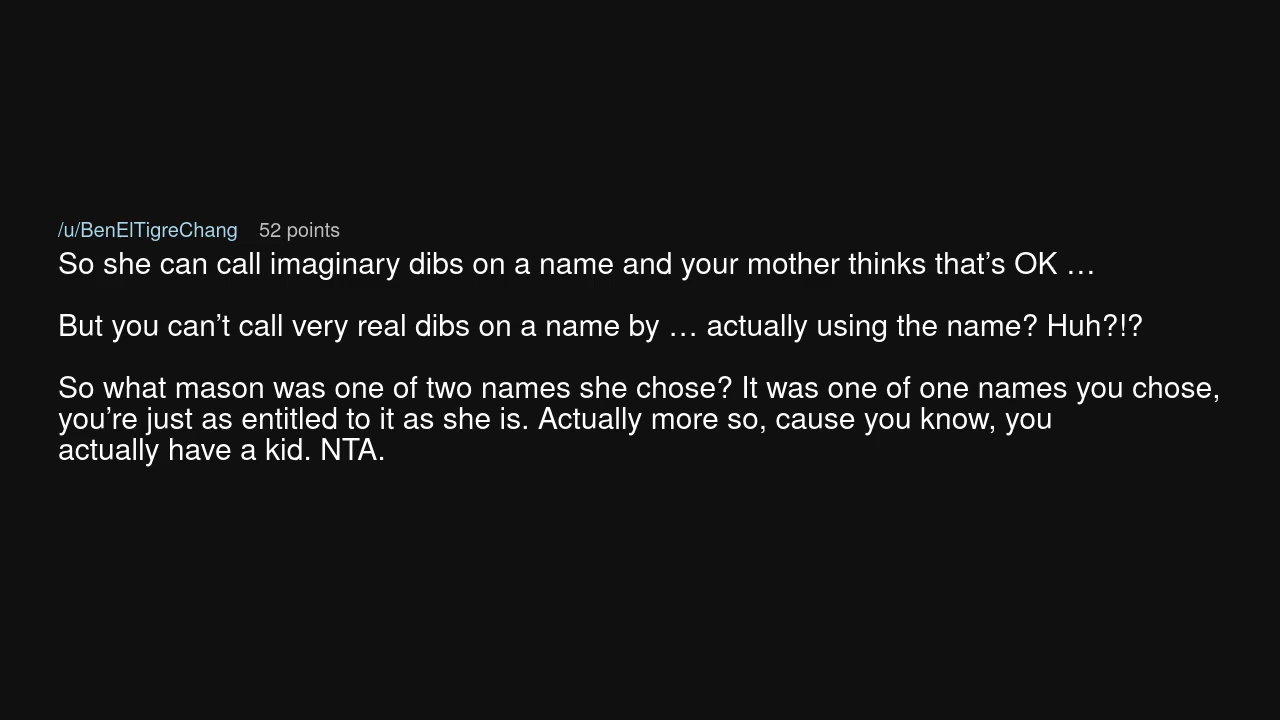 /u/BenElTigreChang 52 points
So she can call imaginary dibs on a name and your mother thinks that’s OK …
But you can’t call very real dibs on a name by … actually using the name? Huh?!?
So what mason was one of two names she chose? It was one of one names you chose,
you’re just as entitled to it as she is. Actually more so, cause you know, you
actually have a kid. NTA.